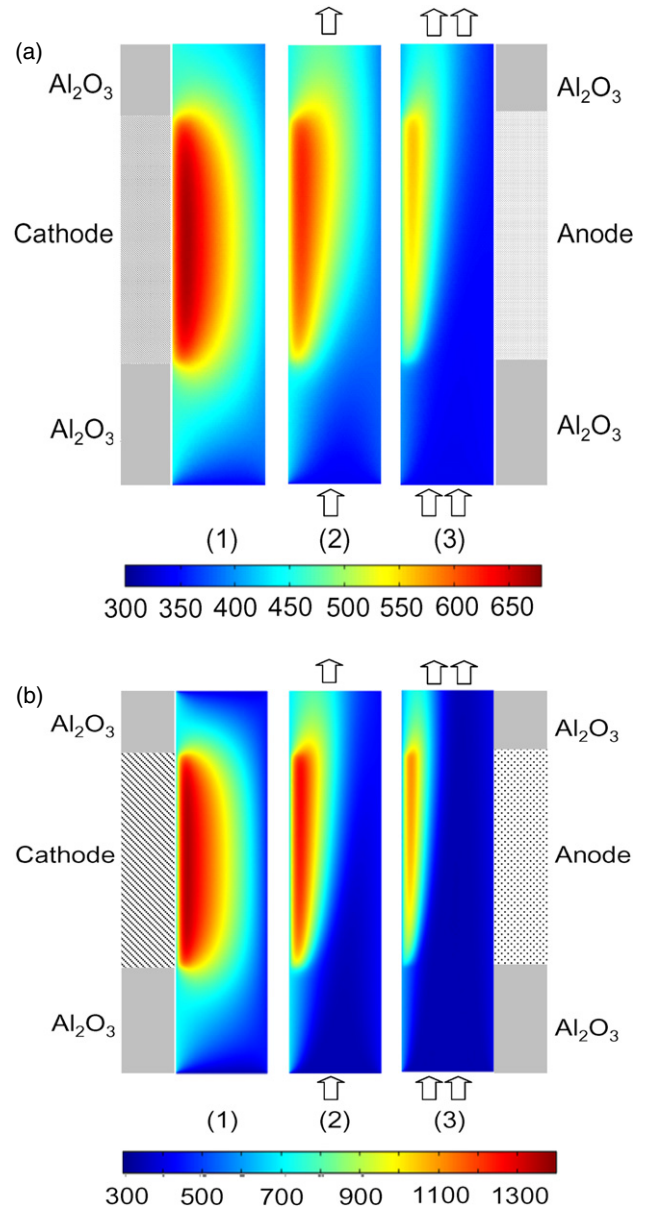 (a)
Al₂O₃ Al₂O₃
Cathode Anode
Al₂O₃ Al₂O₃
(1) (2) (3)
300 350 400 450 500 550 600 650
(b)
Al₂O₃ Al₂O₃
Cathode Anode
Al₂O₃ Al₂O₃
(1) (2) (3)
300 500 700 900 1100 1300